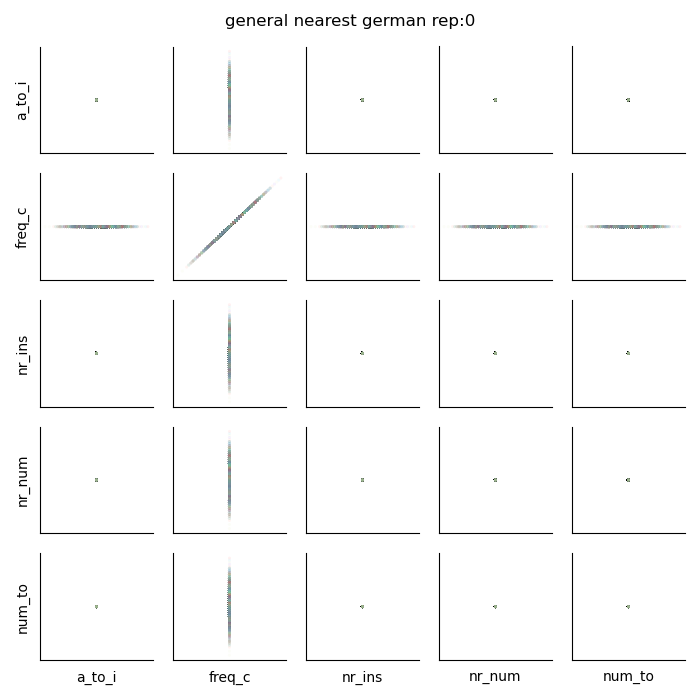 general nearest german rep:0
a_to_i
freq_c
nr_ins
nr_num
num_to
a_to_i
freq_c
nr_ins
nr_num
num_to